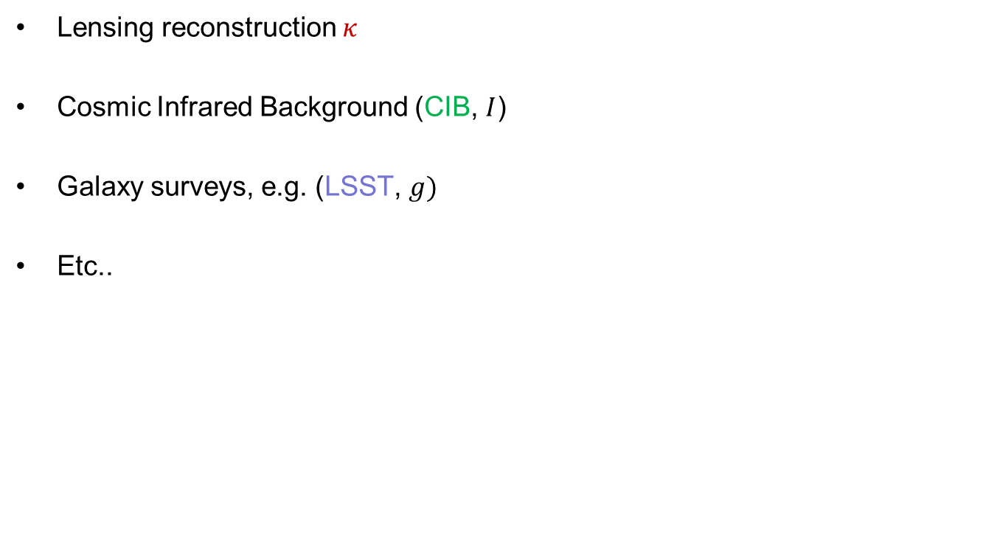 • Lensing reconstruction κ
• Cosmic Infrared Background (CIB, I)
• Galaxy surveys, e.g. (LSST, g)
• Etc..